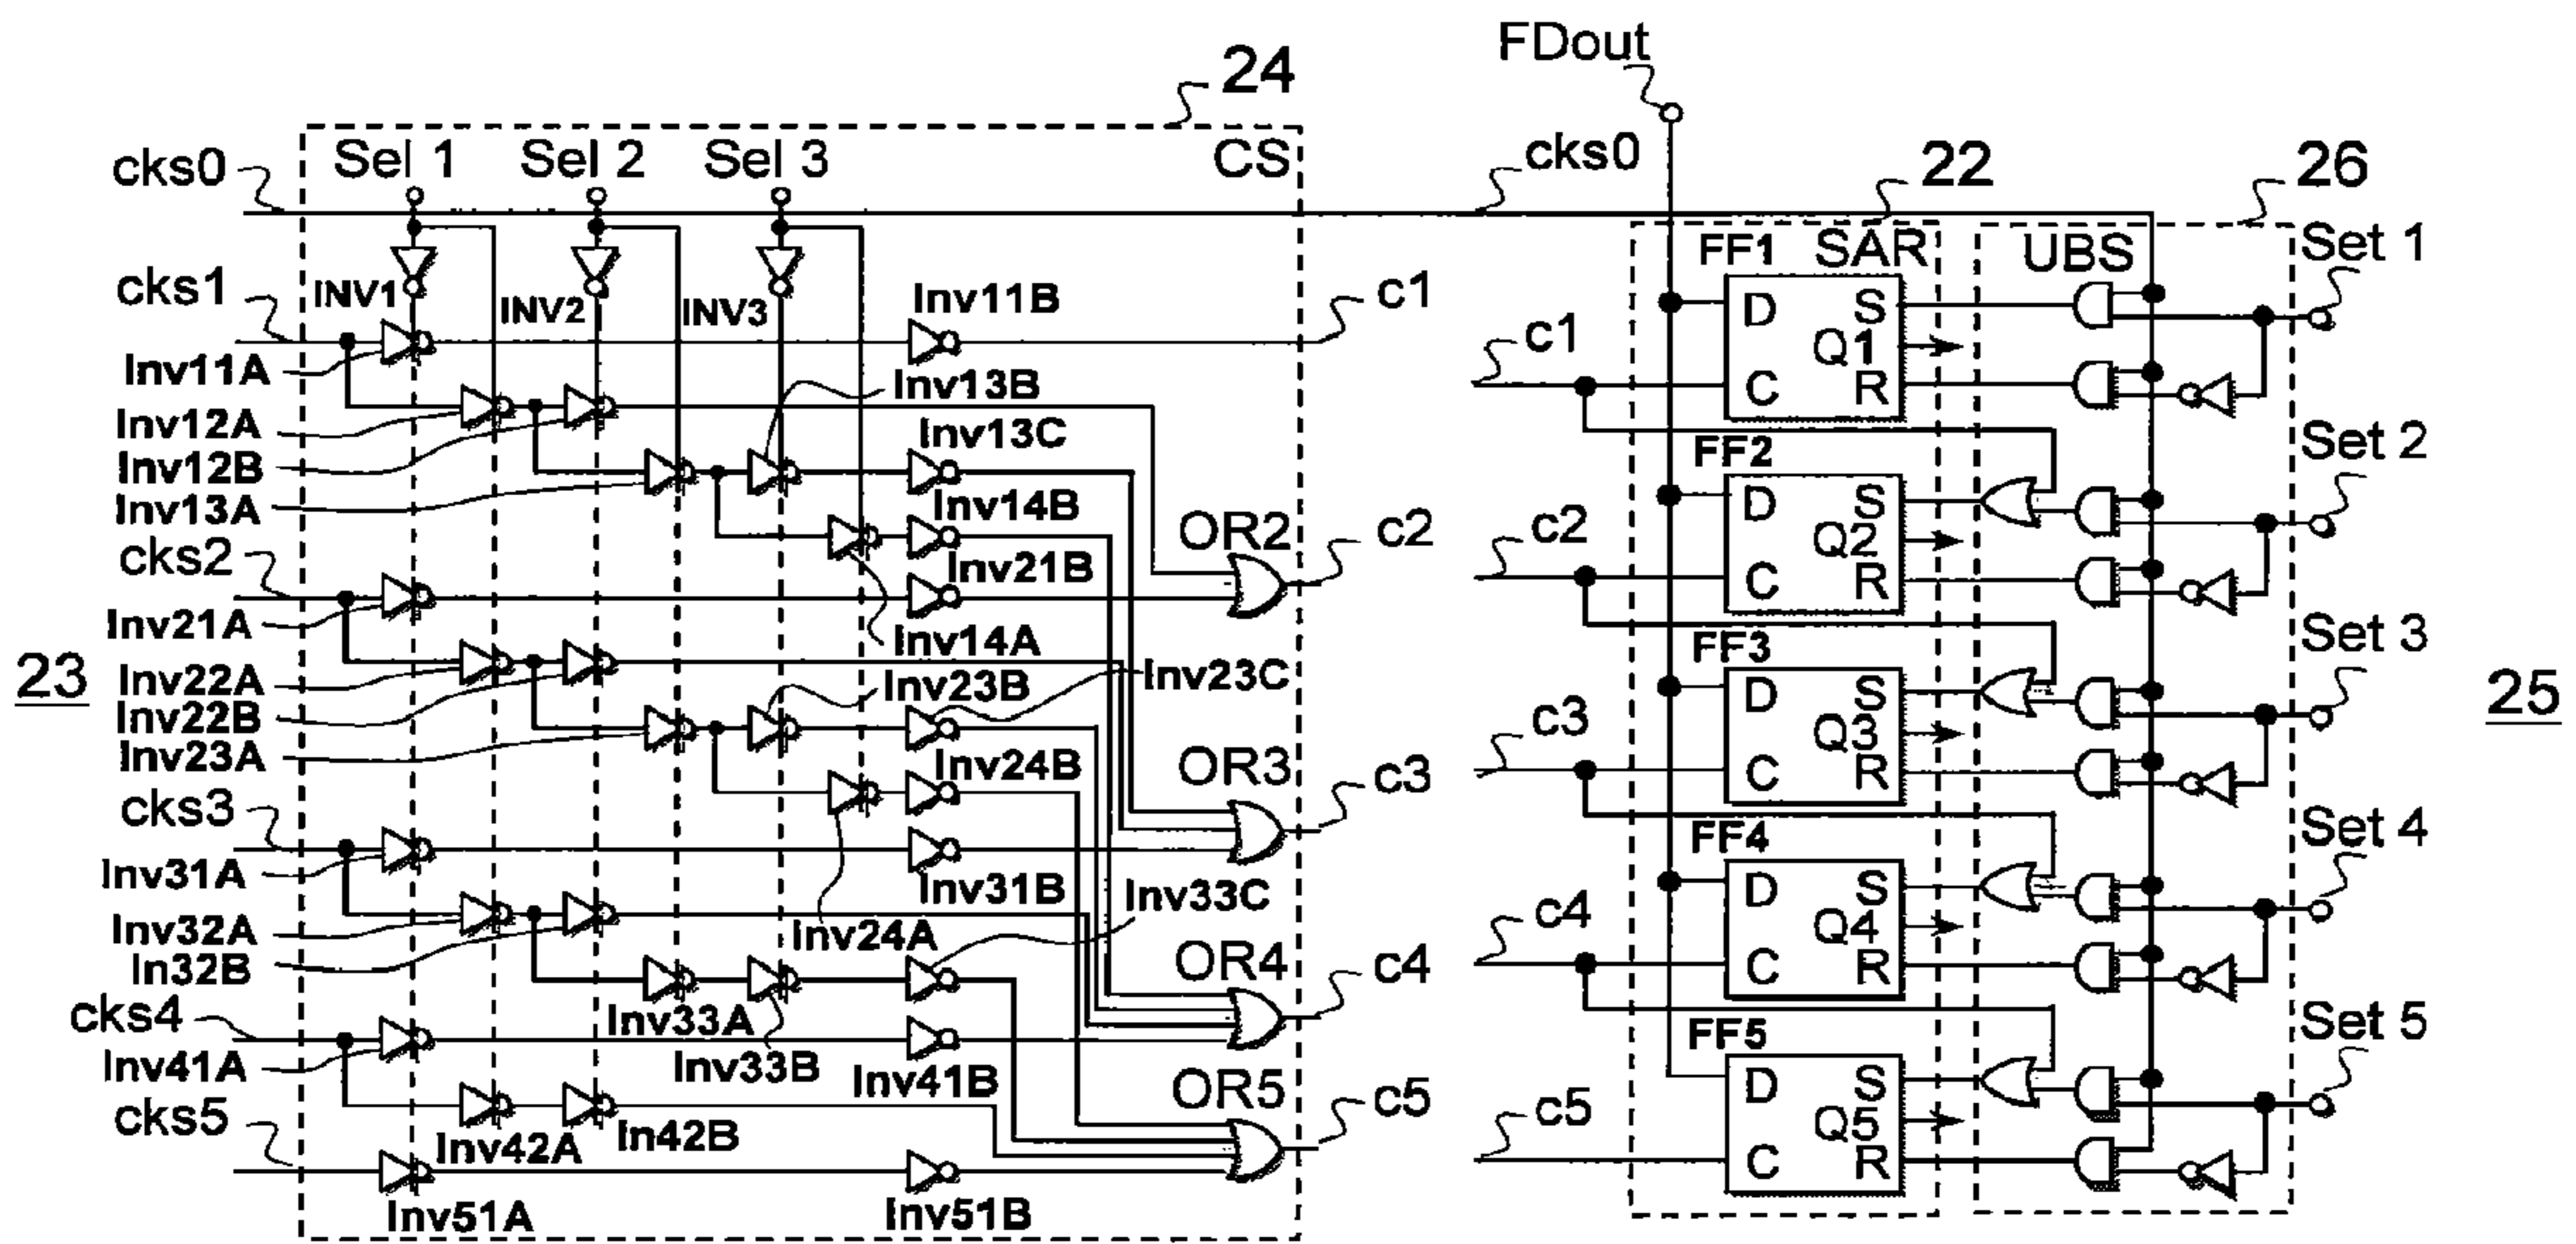 FDout
24
cks0
Sel 1
Sel 2
Sel 3
CS
cks0
22
26
cks1
INV1
INV2
INV3
Inv11B
c1
FF1
SAR
UBS
Set 1
Inv11A
Inv13B
c1
D
S
Q1
C
R
Inv12A
Inv12B
Inv13A
Inv13C
Inv14B
OR2
c2
FF2
Set 2
cks2
Inv21B
c2
D
S
Q2
C
R
Inv21A
Inv14A
23
Inv22A
Inv22B
Inv23A
Inv23B
Inv23C
FF3
Set 3
25
c3
D
S
Q3
C
R
cks3
Inv24B
OR3
c3
Inv31A
Inv31B
Inv33C
FF4
Set 4
Inv32A
In32B
Inv24A
OR4
c4
c4
D
S
Q4
C
R
cks4
Inv33A
Inv41A
Inv33B
Inv41B
OR5
c5
FF5
Set 5
cks5
Inv42A
In42B
c5
D
S
Q5
C
R
Inv51A
Inv51B